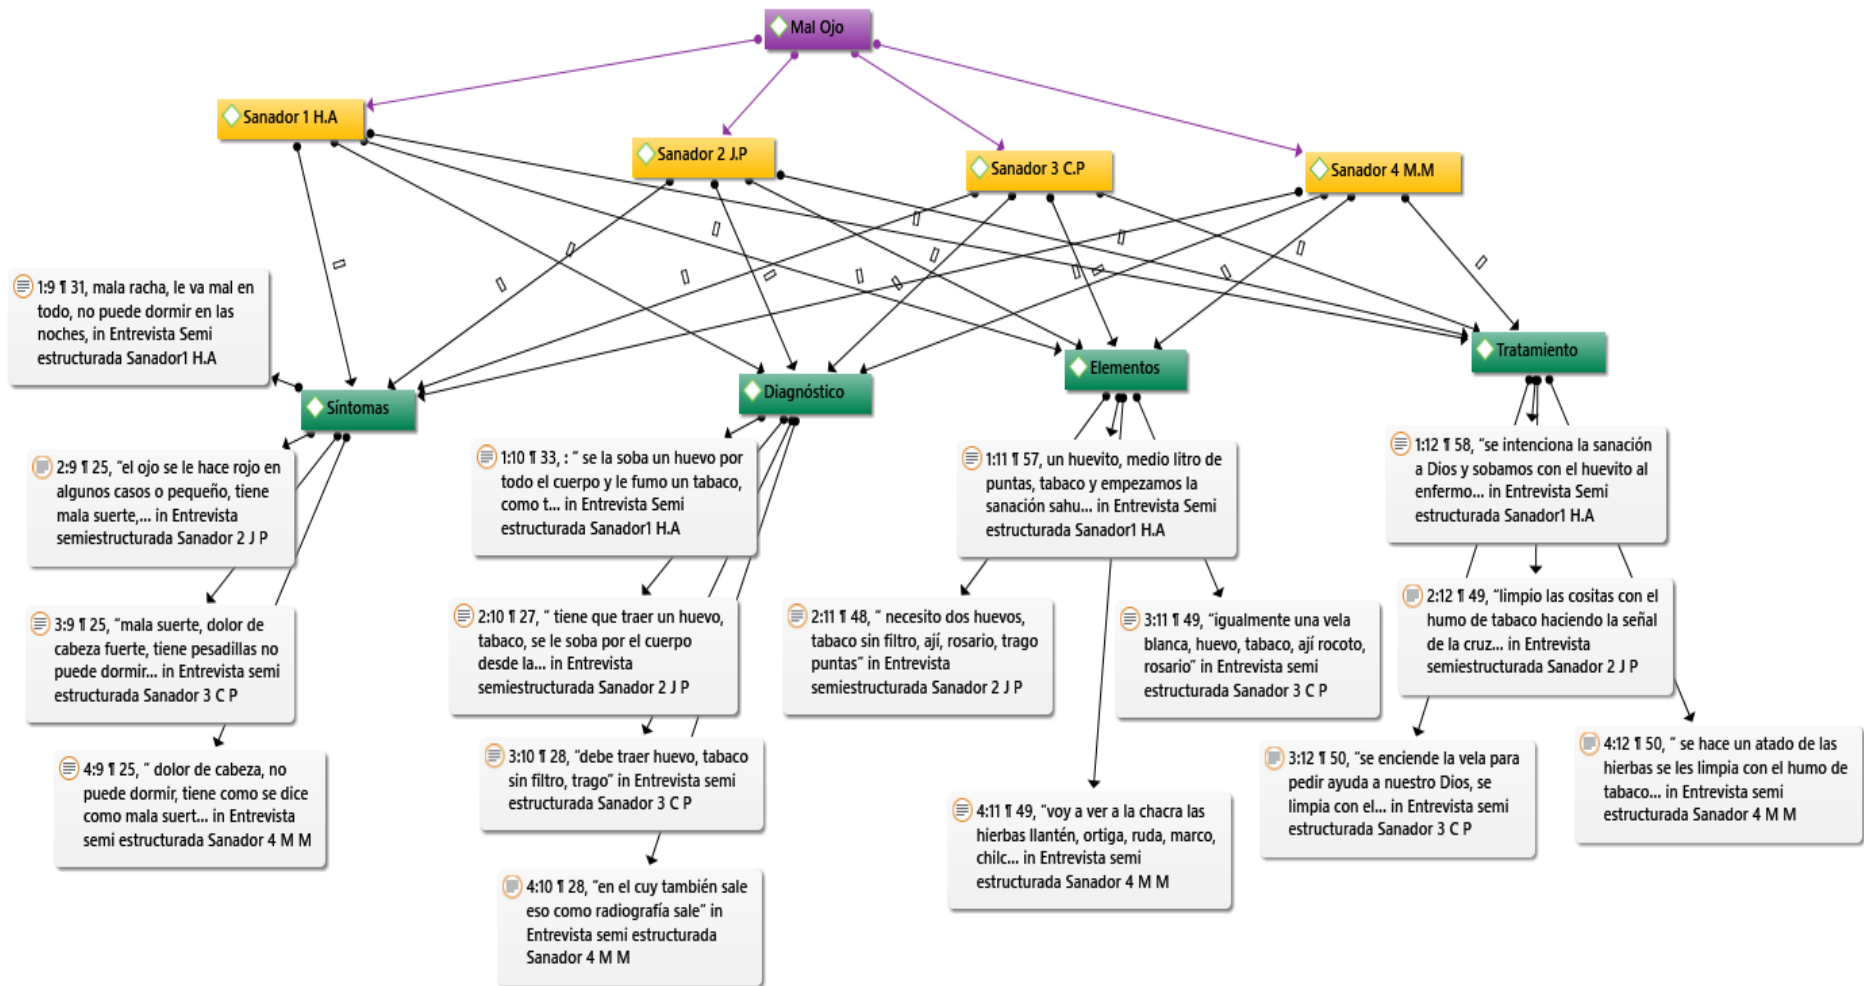 Mal Ojo
Sanador 1 H.A
Sanador 2 J.P
Sanador 3 C.P
Sanador 4 M.M
Síntomas
Diagnóstico
Elementos
Tratamiento
1:9 ¶ 31, mala racha, le va mal en
todo, no puede dormir en las
noches, in Entrevista Semi
estructurada Sanador1 H.A
2:9 ¶ 25, “el ojo se le hace rojo en
algunos casos o pequeño, tiene
mala suerte,... in Entrevista
semiestructurada Sanador 2 J P
3:9 ¶ 25, “mala suerte, dolor de
cabeza fuerte, tiene pesadillas no
puede dormir... in Entrevista semi
estructurada Sanador 3 C P
4:9 ¶ 25, “ dolor de cabeza, no
puede dormir, tiene como se dice
como mala suert... in Entrevista
semi estructurada Sanador 4 M M
1:10 ¶ 33, : “ se la soba un huevo por
todo el cuerpo y le fumo un tabaco,
como t... in Entrevista Semi
estructurada Sanador1 H.A
2:10 ¶ 27, “ tiene que traer un huevo,
tabaco, se le soba por el cuerpo
desde la... in Entrevista
semiestructurada Sanador 2 J P
3:10 ¶ 28, “debe traer huevo, tabaco
sin filtro, trago” in Entrevista semi
estructurada Sanador 3 C P
4:10 ¶ 28, “en el cuy también sale
eso como radiografía sale” in
Entrevista semi estructurada
Sanador 4 M M
1:11 ¶ 57, un huevito, medio litro de
puntas, tabaco y empezamos la
sanación sahu... in Entrevista Semi
estructurada Sanador1 H.A
2:11 ¶ 48, “ necesito dos huevos,
tabaco sin filtro, ají, rosario, trago
puntas” in Entrevista
semiestructurada Sanador 2 J P
3:11 ¶ 49, “igualmente una vela
blanca, huevo, tabaco, ají rocoto,
rosario” in Entrevista semi
estructurada Sanador 3 C P
4:11 ¶ 49, “voy a ver a la chacra las
hierbas llantén, ortiga, ruda, marco,
chilc... in Entrevista semi
estructurada Sanador 4 M M
1:12 ¶ 58, “se intenciona la sanación
a Dios y sobamos con el huevito al
enfermo... in Entrevista Semi
estructurada Sanador1 H.A
2:12 ¶ 49, “limpio las cositas con el
humo de tabaco haciendo la señal
de la cruz... in Entrevista
semiestructurada Sanador 2 J P
3:12 ¶ 50, “se enciende la vela para
pedir ayuda a nuestro Dios, se
limpia con el... in Entrevista semi
estructurada Sanador 3 C P
4:12 ¶ 50, “ se hace un atado de las
hierbas se les limpia con el humo de
tabaco... in Entrevista semi
estructurada Sanador 4 M M